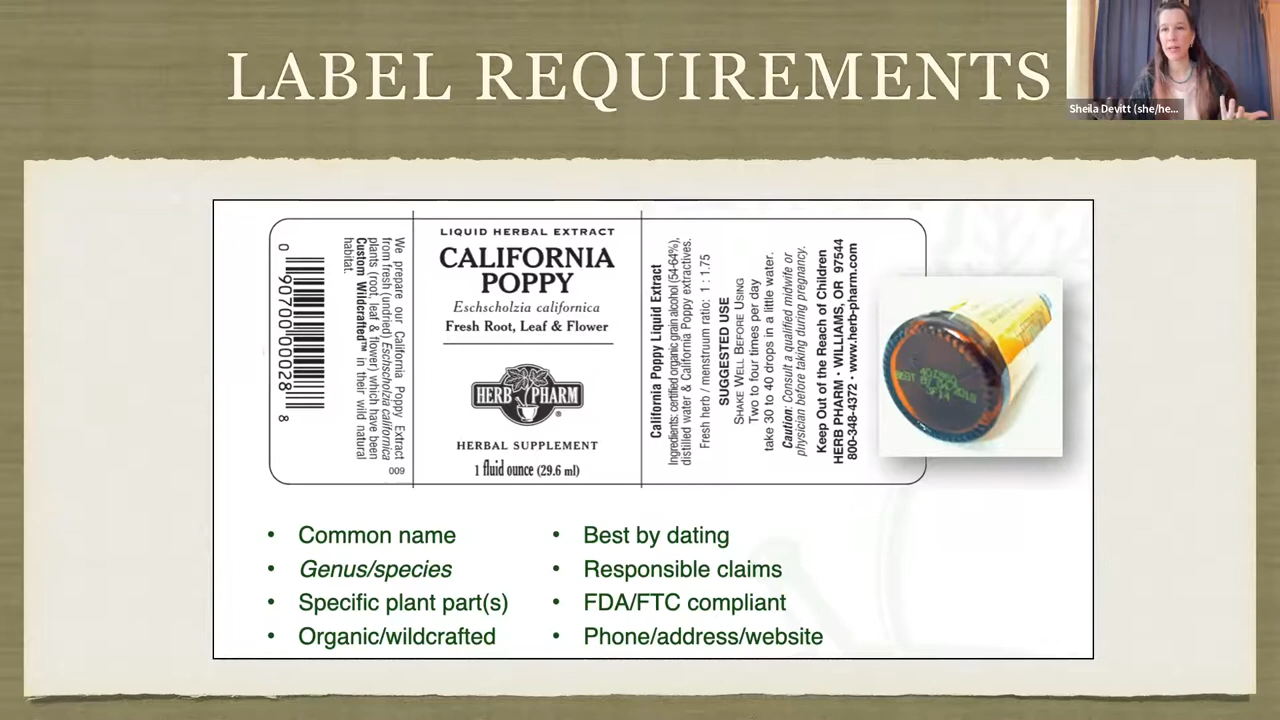 LABEL REQUIREMENTS
Sheila Devitt (she/he...
We prepare our California Poppy Extract
from fresh (undried) Eschscholzia californica
plants (root, leaf & flower) which have been
Custom Wildcrafted™ in their wild natural
habitat.
009
0 90700 00028 8
LIQUID HERBAL EXTRACT
CALIFORNIA
POPPY
Eschscholzia californica
Fresh Root, Leaf & Flower
HERB PHARM
®
HERBAL SUPPLEMENT
1 fluid ounce (29.6 ml)
California Poppy Liquid Extract
Ingredients: certified organic grain alcohol (54-64%),
distilled water & California Poppy extractives.
Fresh herb / menstruum ratio: 1 : 1.75
SUGGESTED USE
SHAKE WELL BEFORE USING
Two to four times per day
take 30 to 40 drops in a little water.
Caution: Consult a qualified midwife or
physician before taking during pregnancy.
Keep Out of the Reach of Children
HERB PHARM • WILLIAMS, OR 97544
800-348-4372 • www.herb-pharm.com
• Common name
• Genus/species
• Specific plant part(s)
• Organic/wildcrafted
• Best by dating
• Responsible claims
• FDA/FTC compliant
• Phone/address/website